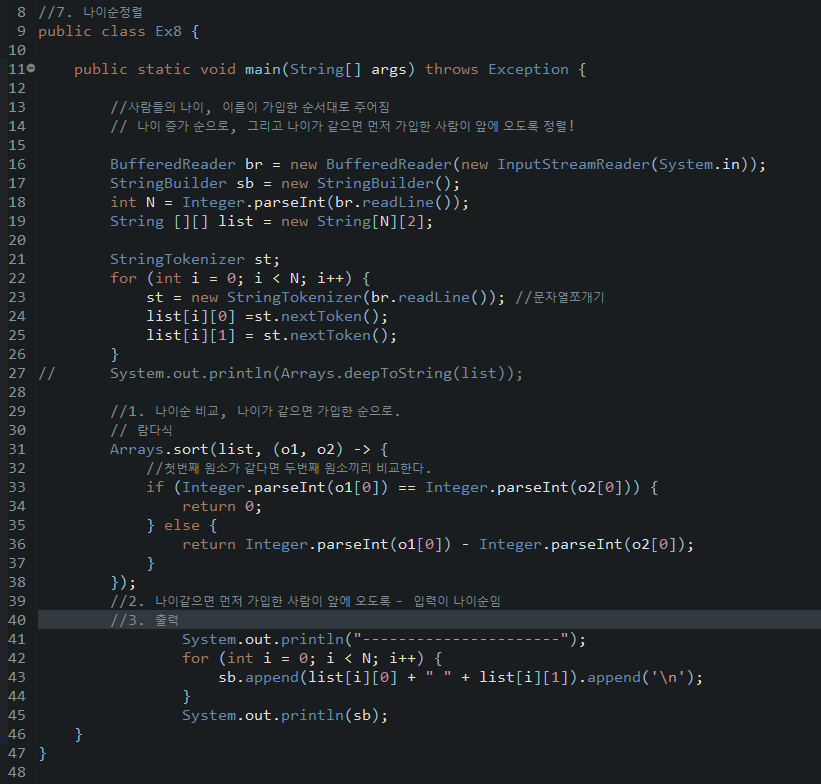 8 //7. 나이순정렬
9 public class Ex8 {
10
11 public static void main(String[] args) throws Exception {
12
13 //사람들의 나이, 이름이 가입한 순서대로 주어짐
14 // 나이 증가 순으로, 그리고 나이가 같으면 먼저 가입한 사람이 앞에 오도록 정렬!
15
16 BufferedReader br = new BufferedReader(new InputStreamReader(System.in));
17 StringBuilder sb = new StringBuilder();
18 int N = Integer.parseInt(br.readLine());
19 String [][] list = new String[N][2];
20
21 StringTokenizer st;
22 for (int i = 0; i < N; i++) {
23 st = new StringTokenizer(br.readLine()); //문자열쪼개기
24 list[i][0] =st.nextToken();
25 list[i][1] = st.nextToken();
26 }
27 // System.out.println(Arrays.deepToString(list));
28
29 //1. 나이순 비교, 나이가 같으면 가입한 순으로.
30 // 람다식
31 Arrays.sort(list, (o1, o2) -> {
32 //첫번째 원소가 같다면 두번째 원소끼리 비교한다.
33 if (Integer.parseInt(o1[0]) == Integer.parseInt(o2[0])) {
34 return 0;
35 } else {
36 return Integer.parseInt(o1[0]) - Integer.parseInt(o2[0]);
37 }
38 });
39 //2. 나이같으면 먼저 가입한 사람이 앞에 오도록 - 입력이 나이순임
40 //3. 출력
41 System.out.println("----------------------");
42 for (int i = 0; i < N; i++) {
43 sb.append(list[i][0] + " " + list[i][1]).append('\n');
44 }
45 System.out.println(sb);
46 }
47 }
48